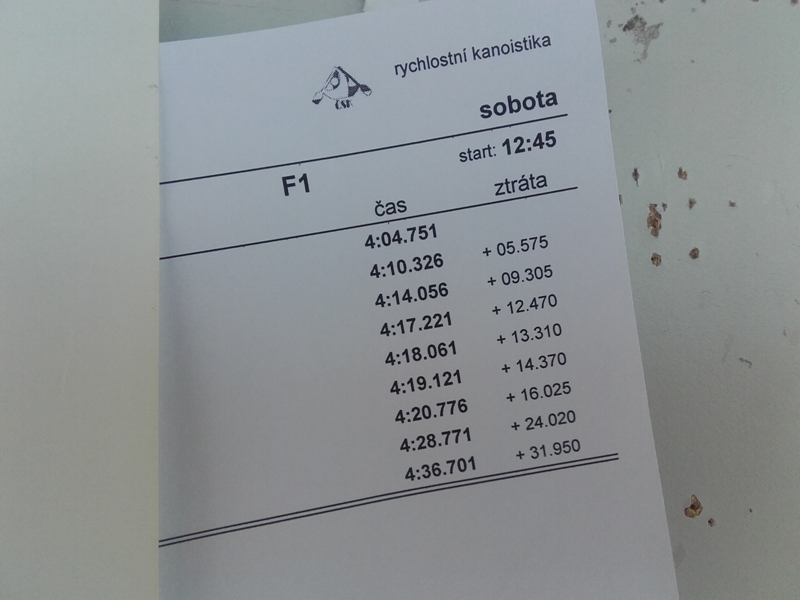 rychlostní kanoistika
ČSK
sobota
start: 12:45
F1
čas ztráta
4:04.751
4:10.326 + 05.575
4:14.056 + 09.305
4:17.221 + 12.470
4:18.061 + 13.310
4:19.121 + 14.370
4:20.776 + 16.025
4:28.771 + 24.020
4:36.701 + 31.950